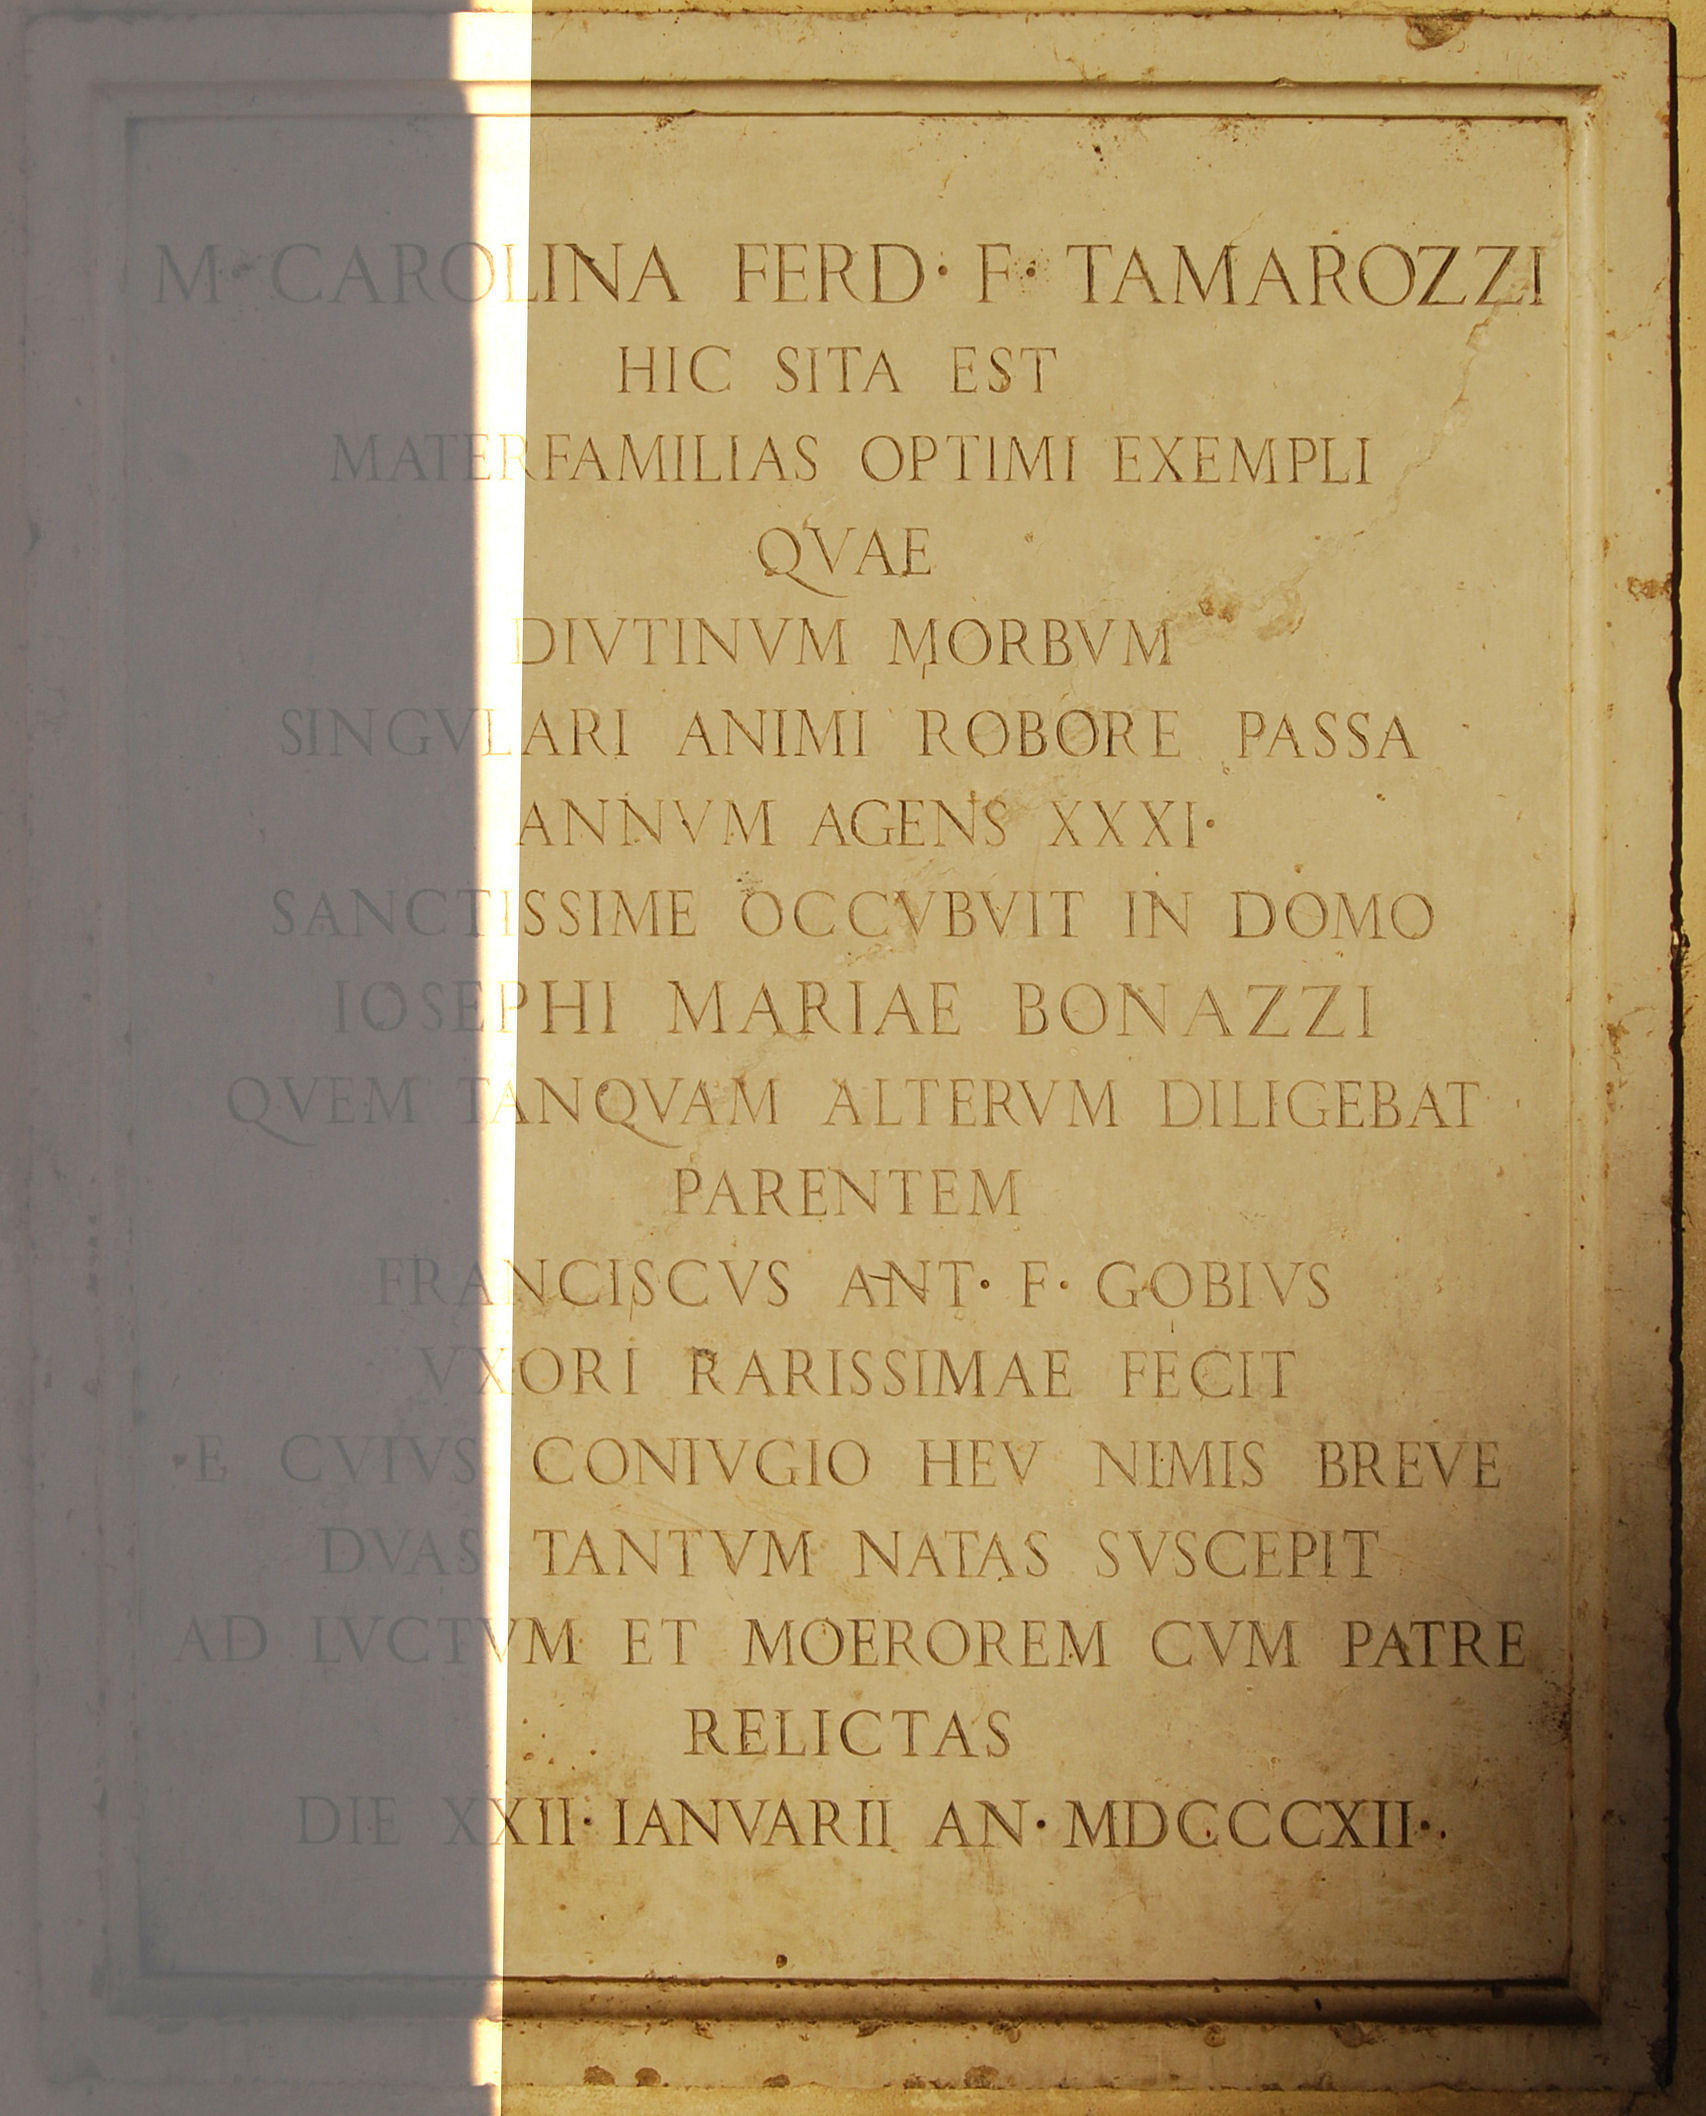 M· CAROLINA FERD· F· TAMAROZZI
HIC SITA EST
MATERFAMILIAS OPTIMI EXEMPLI
QVAE
DIVTINVM MORBVM
SINGVLARI ANIMI ROBORE PASSA
ANNVM AGENS XXXI·
SANCTISSIME OCCVBVIT IN DOMO
IOSEPHI MARIAE BONAZZI
QVEM TANQVAM ALTERVM DILIGEBAT
PARENTEM
FRANCISCVS ANT· F· GOBIVS
VXORI RARISSIMAE FECIT
E CVIVS CONIVGIO HEV NIMIS BREVE
DVAS TANTVM NATAS SVSCEPIT
AD LVCTVM ET MOEROREM CVM PATRE
RELICTAS
DIE XXII· IANVARII AN· MDCCCXII·